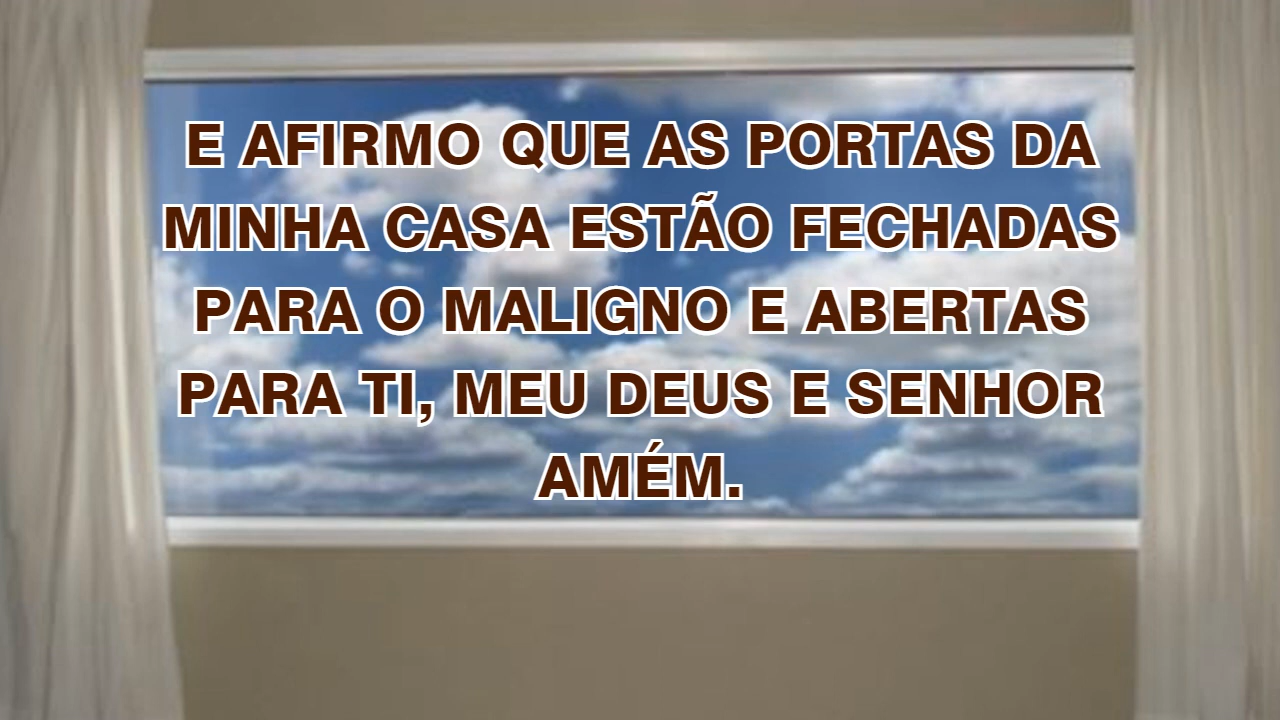 E AFIRMO QUE AS PORTAS DA
MINHA CASA ESTÃO FECHADAS
PARA O MALIGNO E ABERTAS
PARA TI, MEU DEUS E SENHOR
AMÉM.